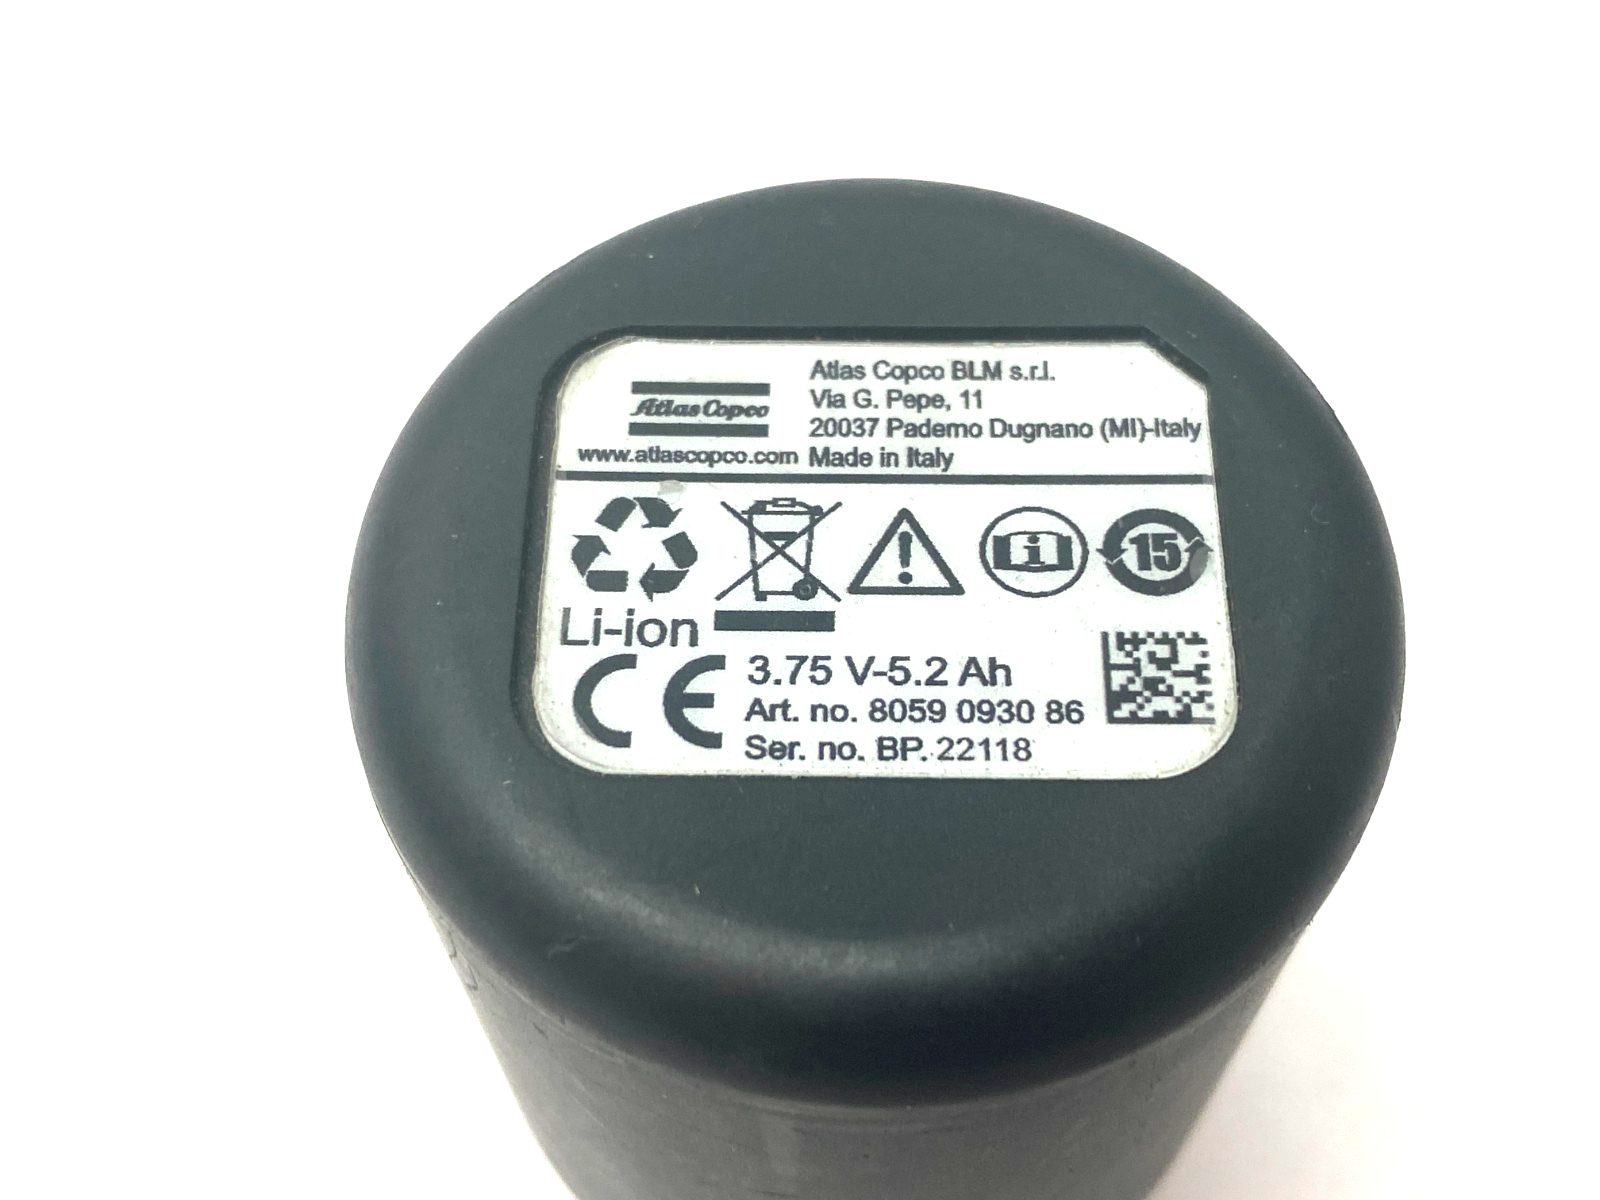 Atlas Copco
www.atlascopco.com
Atlas Copco BLM s.r.l.
Via G. Pepe, 11
20037 Paderno Dugnano (MI)-Italy
Made in Italy
i
15
Li-ion
CE
3.75 V-5.2 Ah
Art. no. 8059 0930 86
Ser. no. BP. 22118